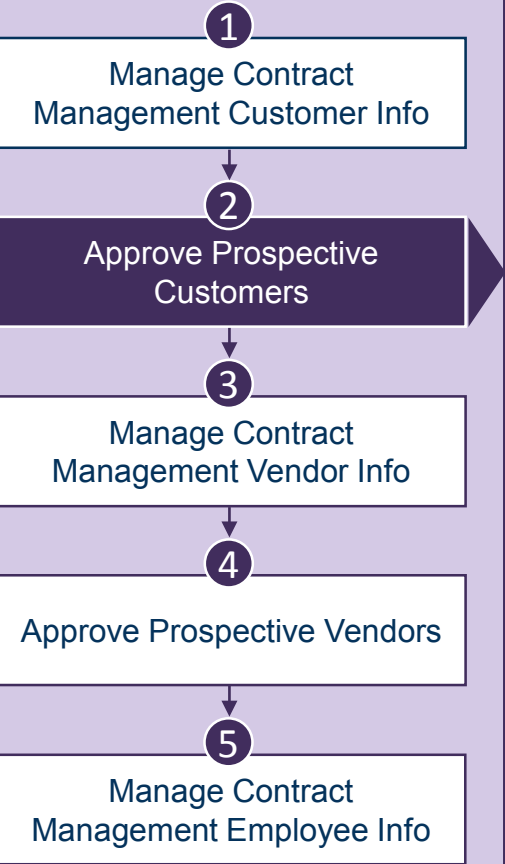 1
Manage Contract
Management Customer Info
2
Approve Prospective
Customers
3
Manage Contract
Management Vendor Info
4
Approve Prospective Vendors
5
Manage Contract
Management Employee Info